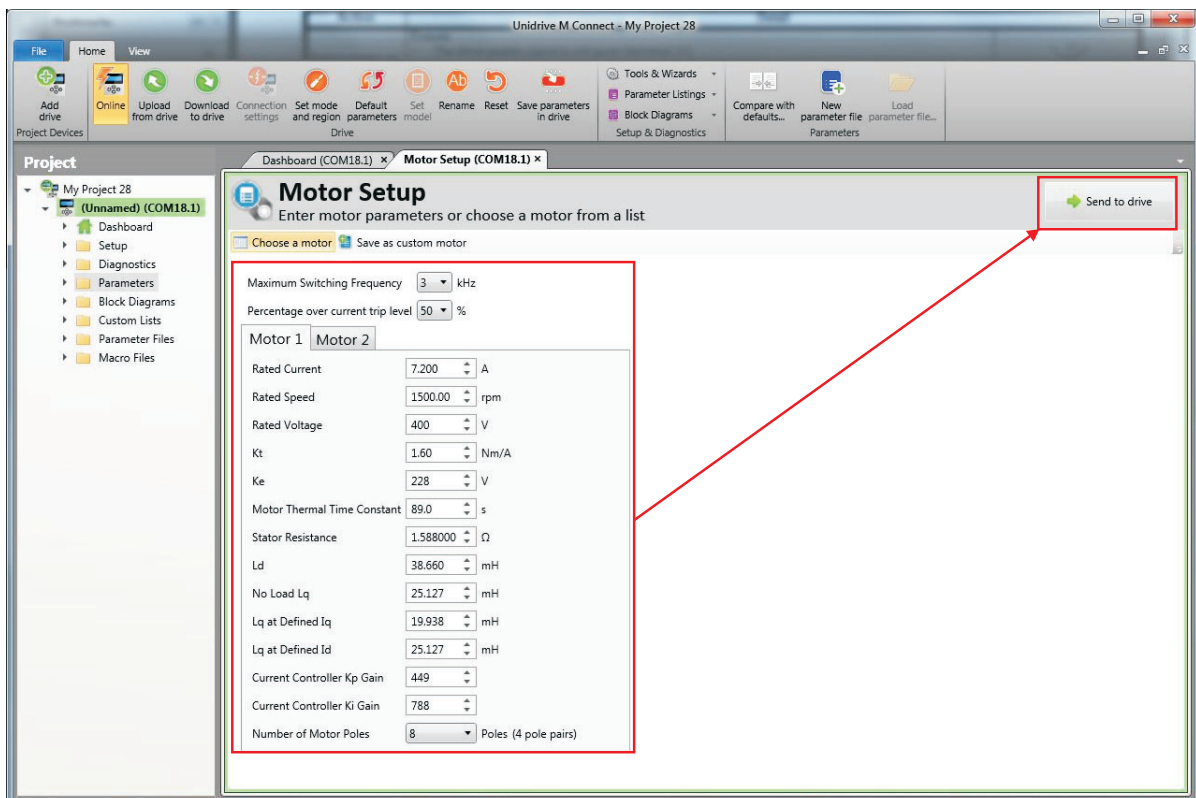 Unidrive M Connect - My Project 28
File Home View
Add drive
Online
Upload from drive
Download to drive
Connection settings
Set mode and region
Default parameters
Set model
Ab
Rename
Reset
Save parameters in drive
Tools & Wizards
Parameter Listings
Block Diagrams
Compare with defaults...
New parameter file
Load parameter file...
Project Devices
Drive
Setup & Diagnostics
Parameters
Project
Dashboard (COM18.1) ×
Motor Setup (COM18.1) ×
My Project 28
(Unnamed) (COM18.1)
Dashboard
Setup
Diagnostics
Parameters
Block Diagrams
Custom Lists
Parameter Files
Macro Files
Motor Setup
Enter motor parameters or choose a motor from a list
Send to drive
Choose a motor Save as custom motor
Maximum Switching Frequency 3 kHz
Percentage over current trip level 50 %
Motor 1 Motor 2
Rated Current 7.200 A
Rated Speed 1500.00 rpm
Rated Voltage 400 V
Kt 1.60 Nm/A
Ke 228 V
Motor Thermal Time Constant 89.0 s
Stator Resistance 1.588000 Ω
Ld 38.660 mH
No Load Lq 25.127 mH
Lq at Defined Iq 19.938 mH
Lq at Defined Id 25.127 mH
Current Controller Kp Gain 449
Current Controller Ki Gain 788
Number of Motor Poles 8 Poles (4 pole pairs)